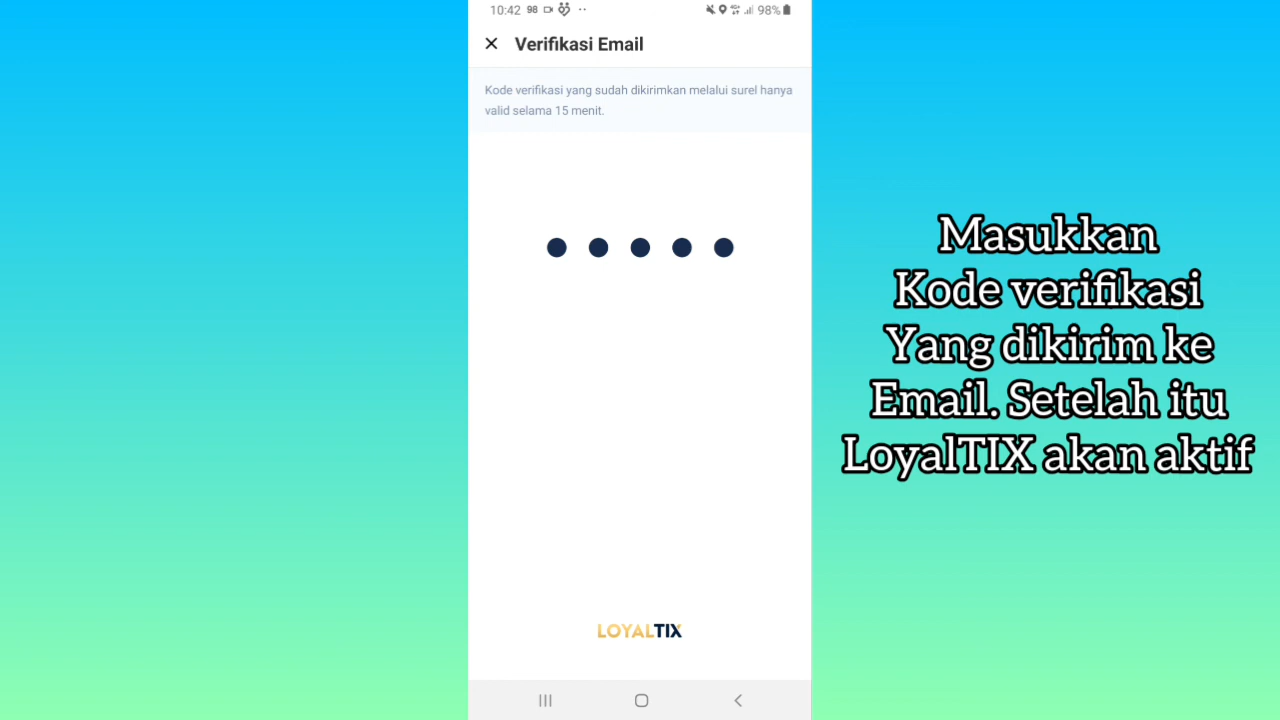 10:42 98 98%
Verifikasi Email
Kode verifikasi yang sudah dikirimkan melalui surel hanya
valid selama 15 menit.
Masukkan
Kode verifikasi
Yang dikirim ke
Email. Setelah itu
LoyalTIX akan aktif
LOYALTIX